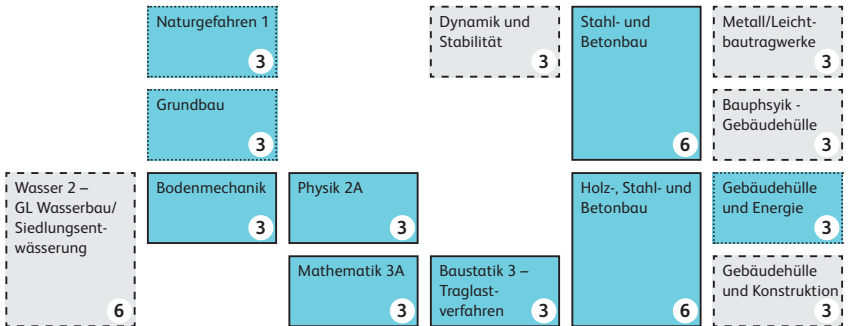 Naturgefahren 1
3
Dynamik und
Stabilität
3
Stahl- und
Betonbau
6
Metall/Leicht-
bautragwerke
3
Grundbau
3
Bauphsyik -
Gebäudehülle
3
Wasser 2 –
GL Wasserbau/
Siedlungsent-
wässerung
6
Bodenmechanik
3
Physik 2A
3
Holz-, Stahl- und
Betonbau
6
Gebäudehülle
und Energie
3
Mathematik 3A
3
Baustatik 3 –
Traglast-
verfahren
3
Gebäudehülle
und Konstruktion
3